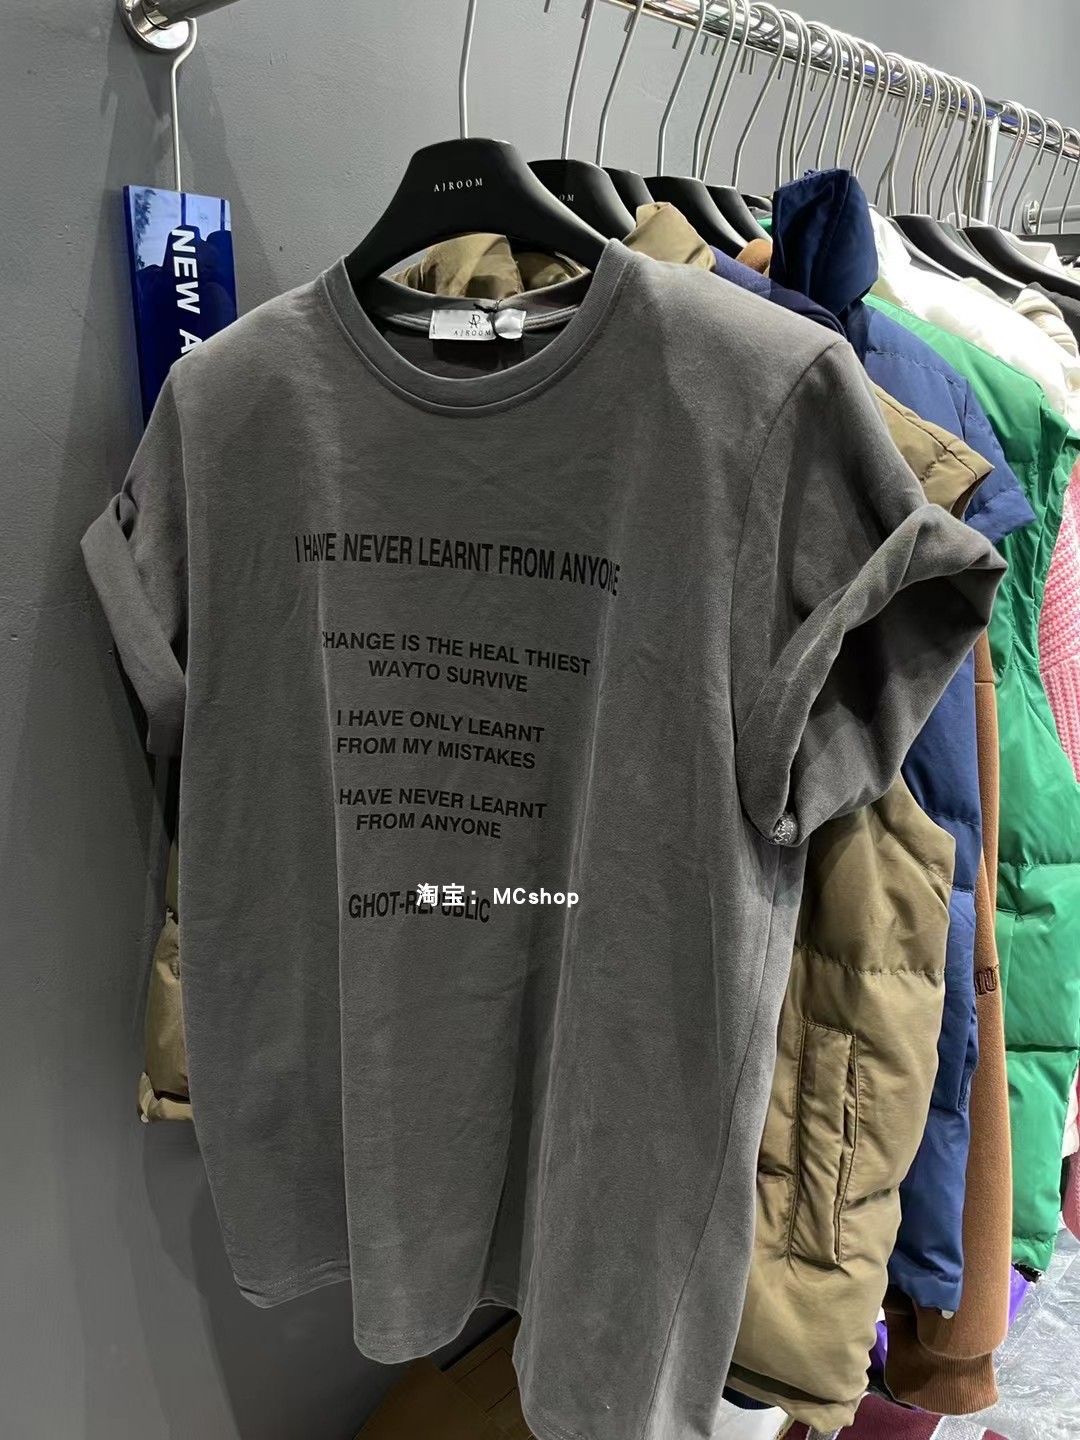 AJROOM
OM
NEW A
AJROOM
I HAVE NEVER LEARNT FROM ANYONE
CHANGE IS THE HEAL THIEST
WAYTO SURVIVE
I HAVE ONLY LEARNT
FROM MY MISTAKES
HAVE NEVER LEARNT
FROM ANYONE
淘宝：MCshop
GHOT-REPUBLIC